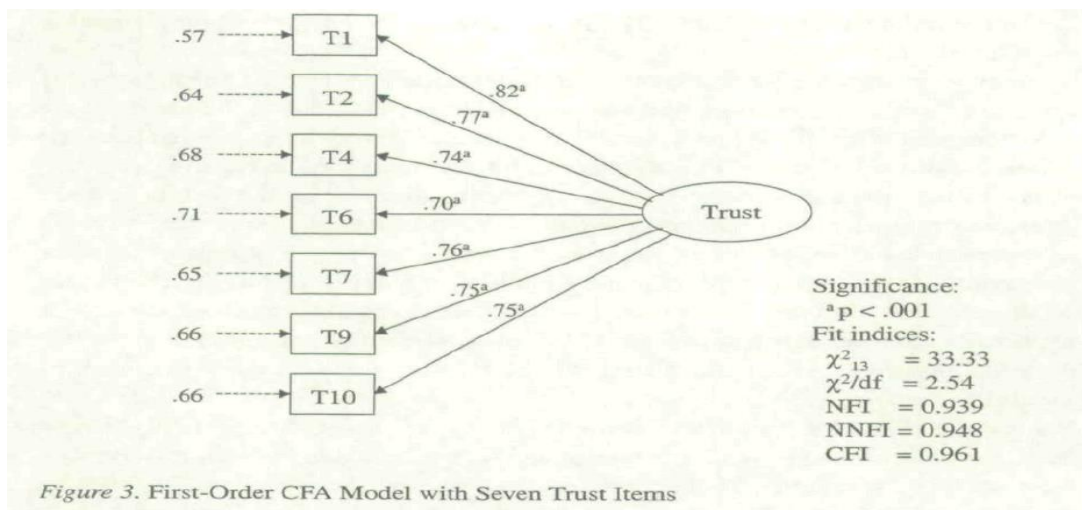 .57 T1
.82ᵃ
.64 T2
.77ᵃ
.68 T4
.74ᵃ
.71 T6
.70ᵃ
Trust
.65 T7
.76ᵃ
.66 T9
.75ᵃ
.66 T10
.75ᵃ
Significance:
ᵃp < .001
Fit indices:
χ²₁₃ = 33.33
χ²/df = 2.54
NFI = 0.939
NNFI = 0.948
CFI = 0.961
Figure 3. First-Order CFA Model with Seven Trust Items